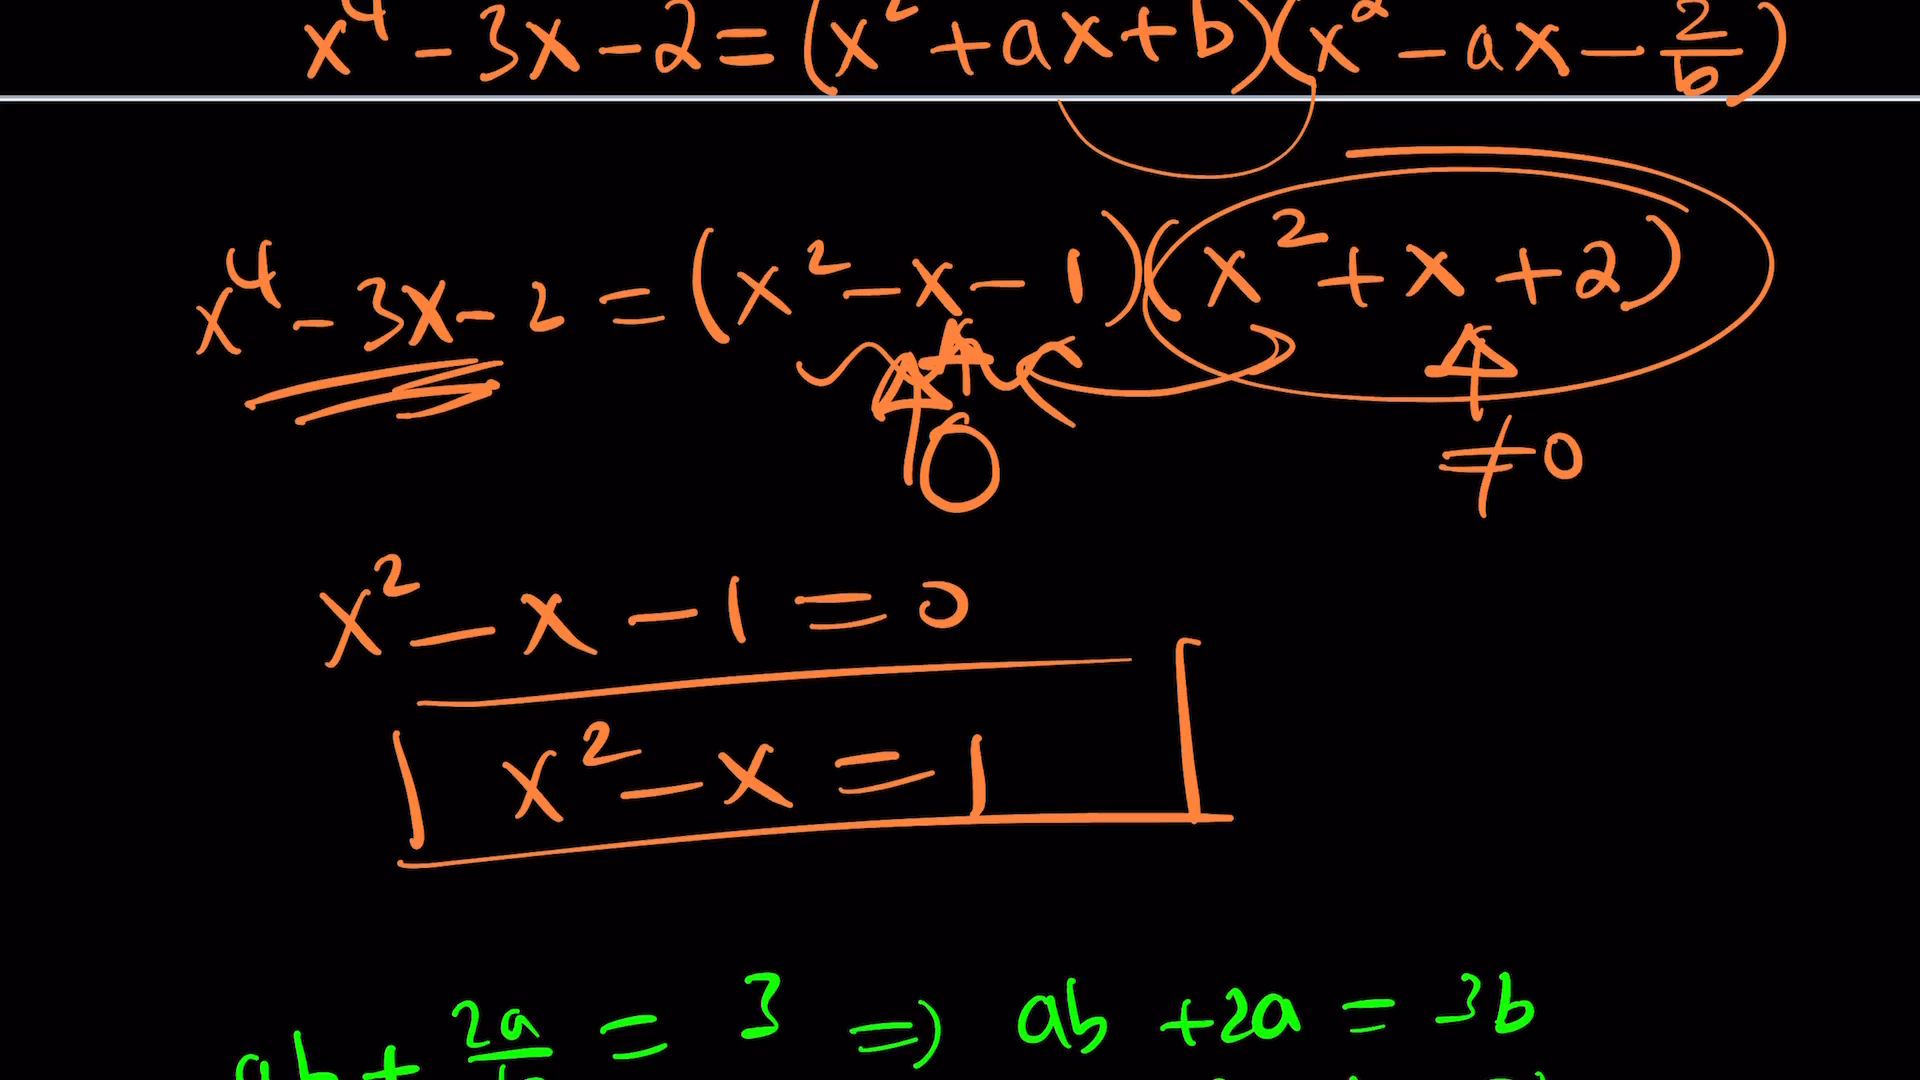 x⁴ - 3x - 2 = (x² + ax + b)(x² - ax - 2/b)
x⁴ - 3x - 2 = (x² - x - 1)(x² + x + 2)
0 ≠0
x² - x - 1 = 0
x² - x = 1
ab + 2a/b = 3 ⇒ ab + 2a = 3b